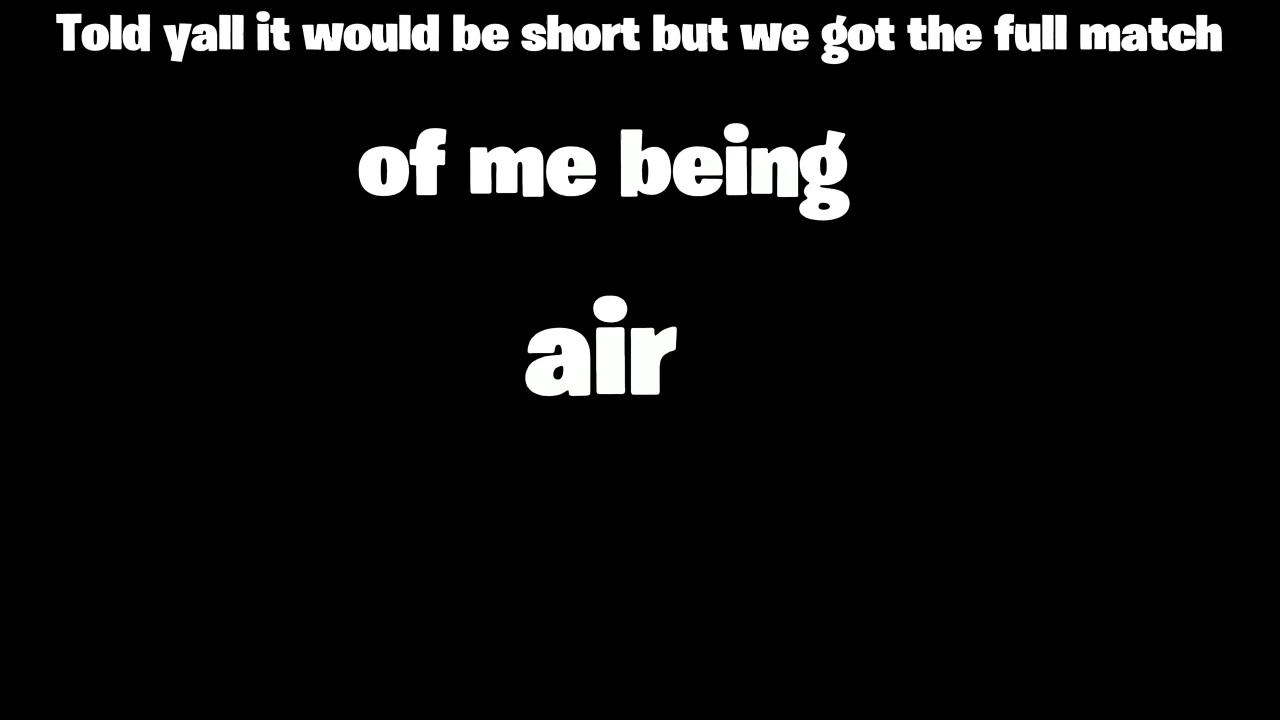 Told yall it would be short but we got the full match
of me being
air